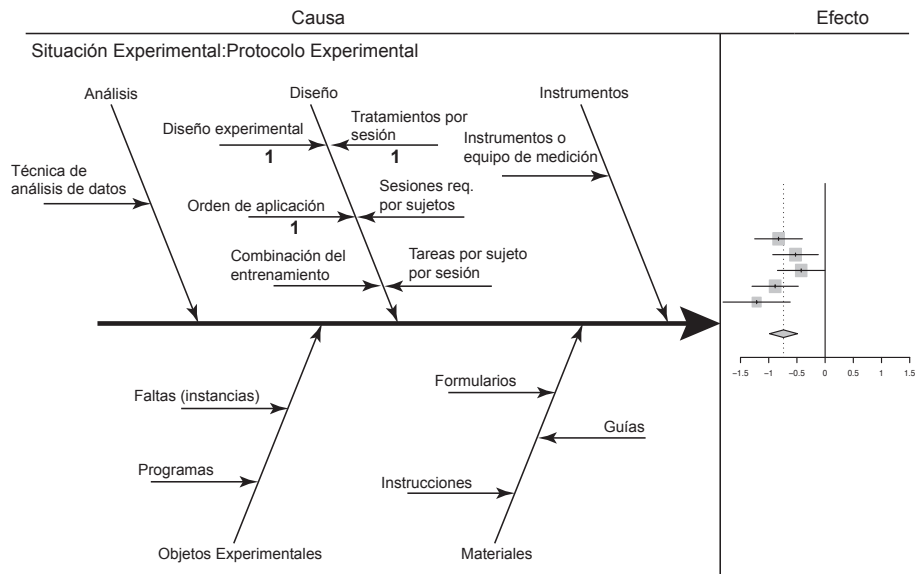 Causa
Efecto
Situación Experimental:Protocolo Experimental
Análisis
Diseño
Instrumentos
Diseño experimental
1
Tratamientos por
sesión
1
Instrumentos o
equipo de medición
Técnica de
análisis de datos
Orden de aplicación
1
Sesiones req.
por sujetos
Combinación del
entrenamiento
Tareas por sujeto
por sesión
−1.5
−1
−0.5
0
0.5
1
1.5
Formularios
Faltas (instancias)
Guías
Programas
Instrucciones
Objetos Experimentales
Materiales